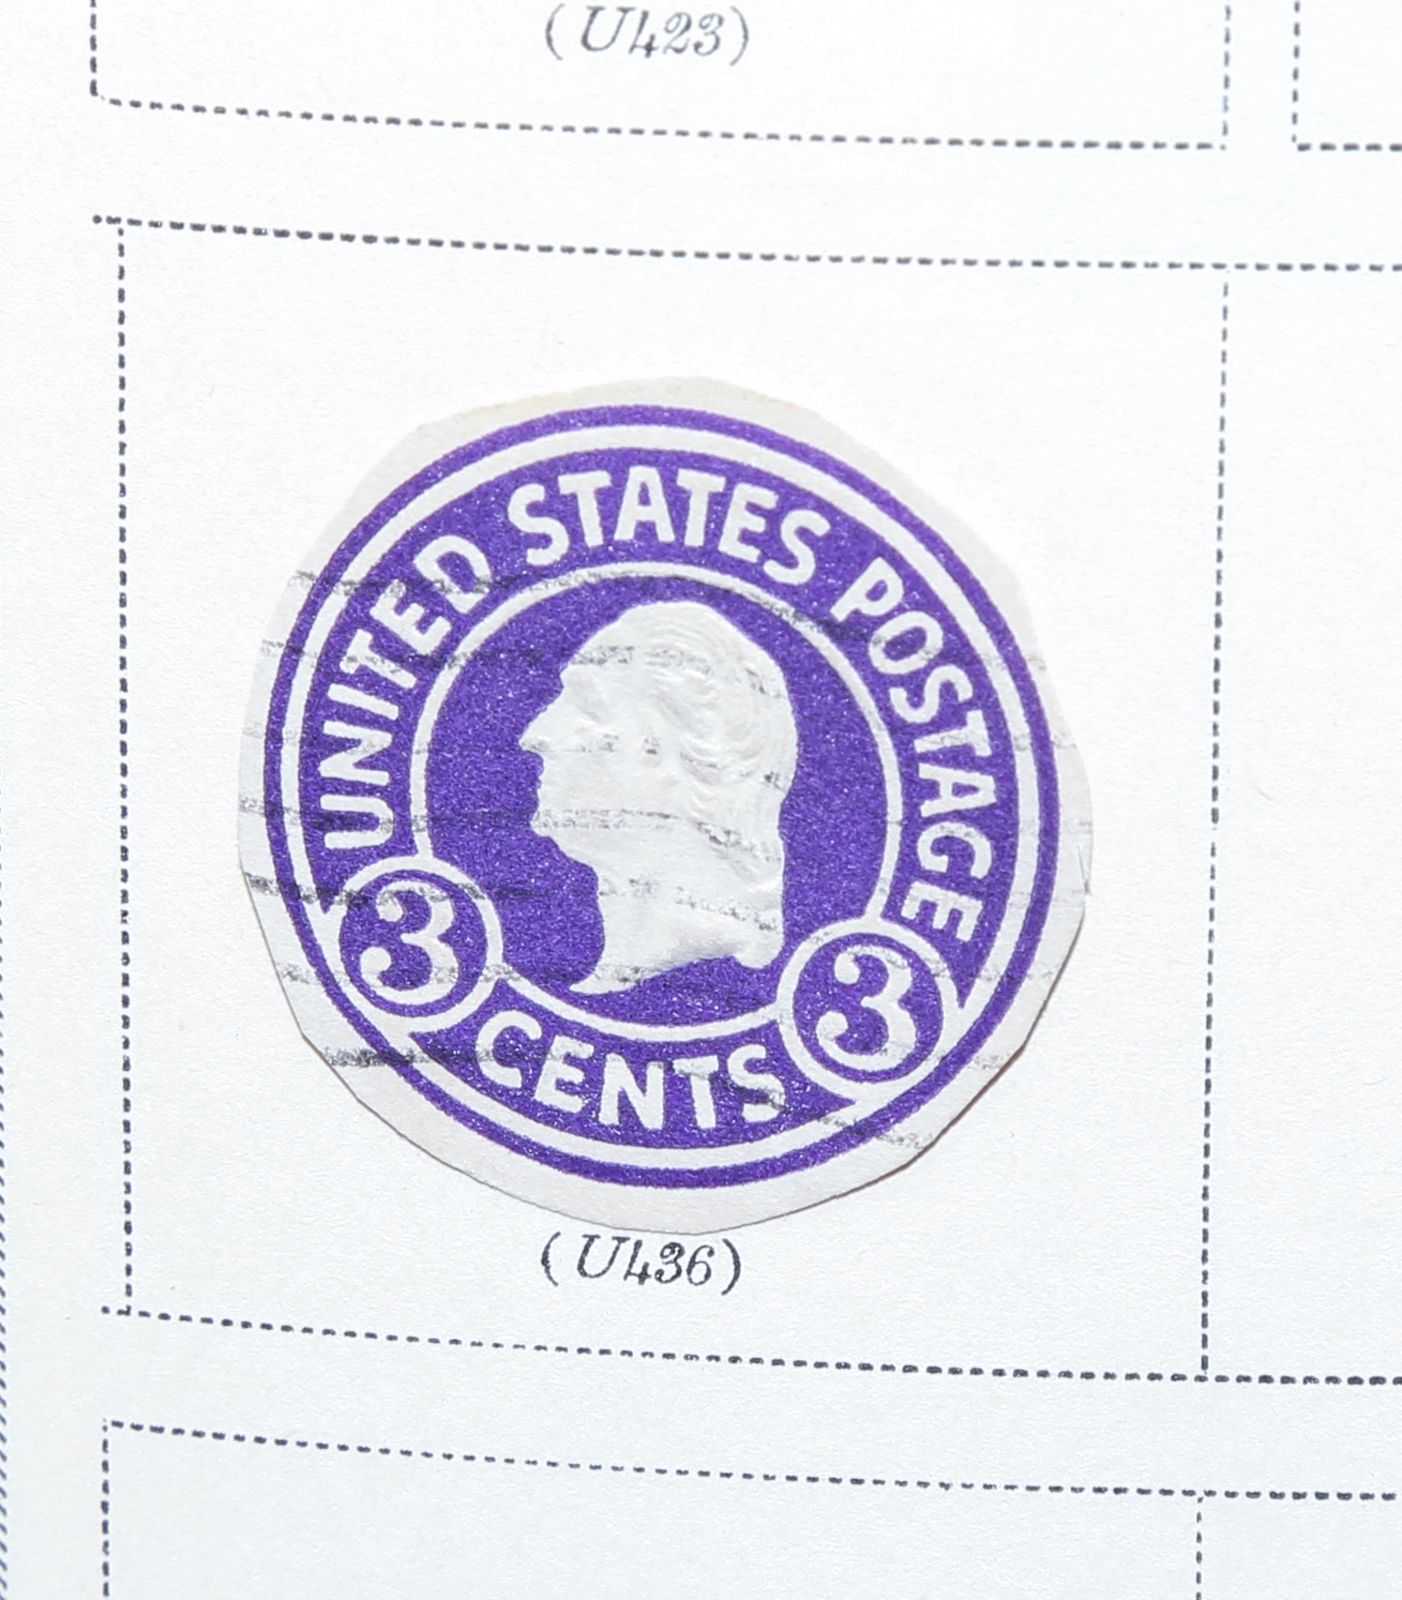 (U423)
UNITED STATES POSTAGE
3
3
CENTS
(U436)